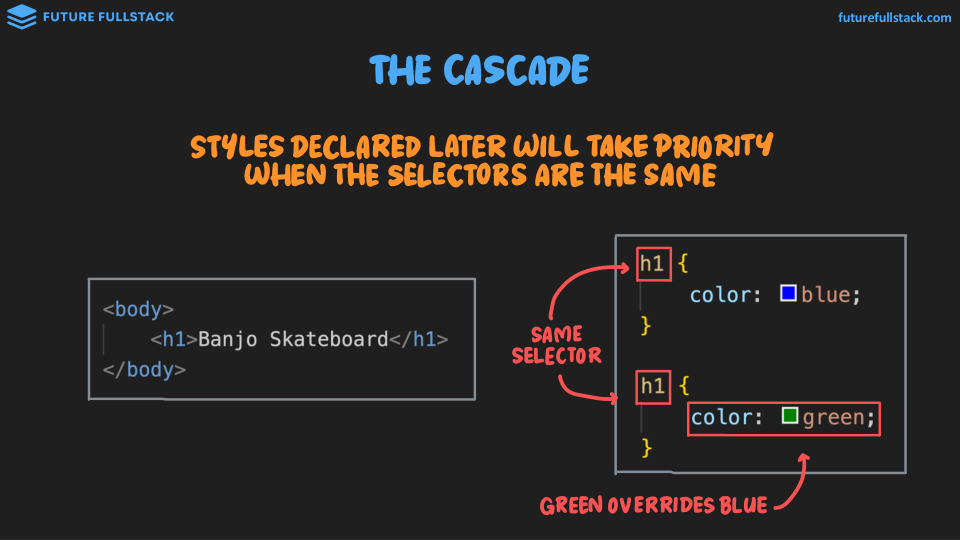 FUTURE FULLSTACK
futurefullstack.com
THE CASCADE
STYLES DECLARED LATER WILL TAKE PRIORITY
WHEN THE SELECTORS ARE THE SAME
<body>
<h1>Banjo Skateboard</h1>
</body>
SAME
SELECTOR
h1 {
color: blue;
}
h1 {
color: green;
}
GREEN OVERRIDES BLUE